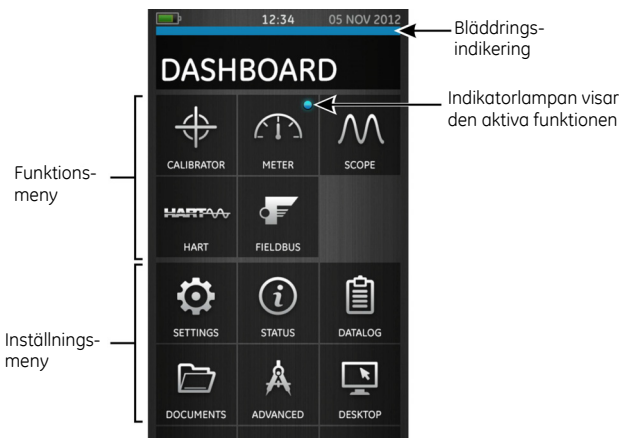 12:34 05 NOV 2012
DASHBOARD
Bläddrings-
indikering
Indikatorlampan visar
den aktiva funktionen
Funktions-
meny
CALIBRATOR METER SCOPE
HART
HART FIELDBUS
Inställnings-
meny
SETTINGS STATUS DATALOG
DOCUMENTS ADVANCED DESKTOP